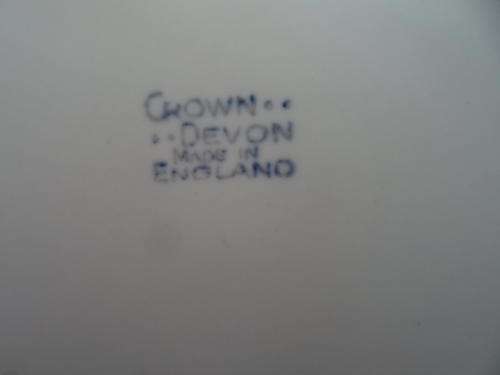 CROWN..
..DEVON
MADE IN
ENGLAND